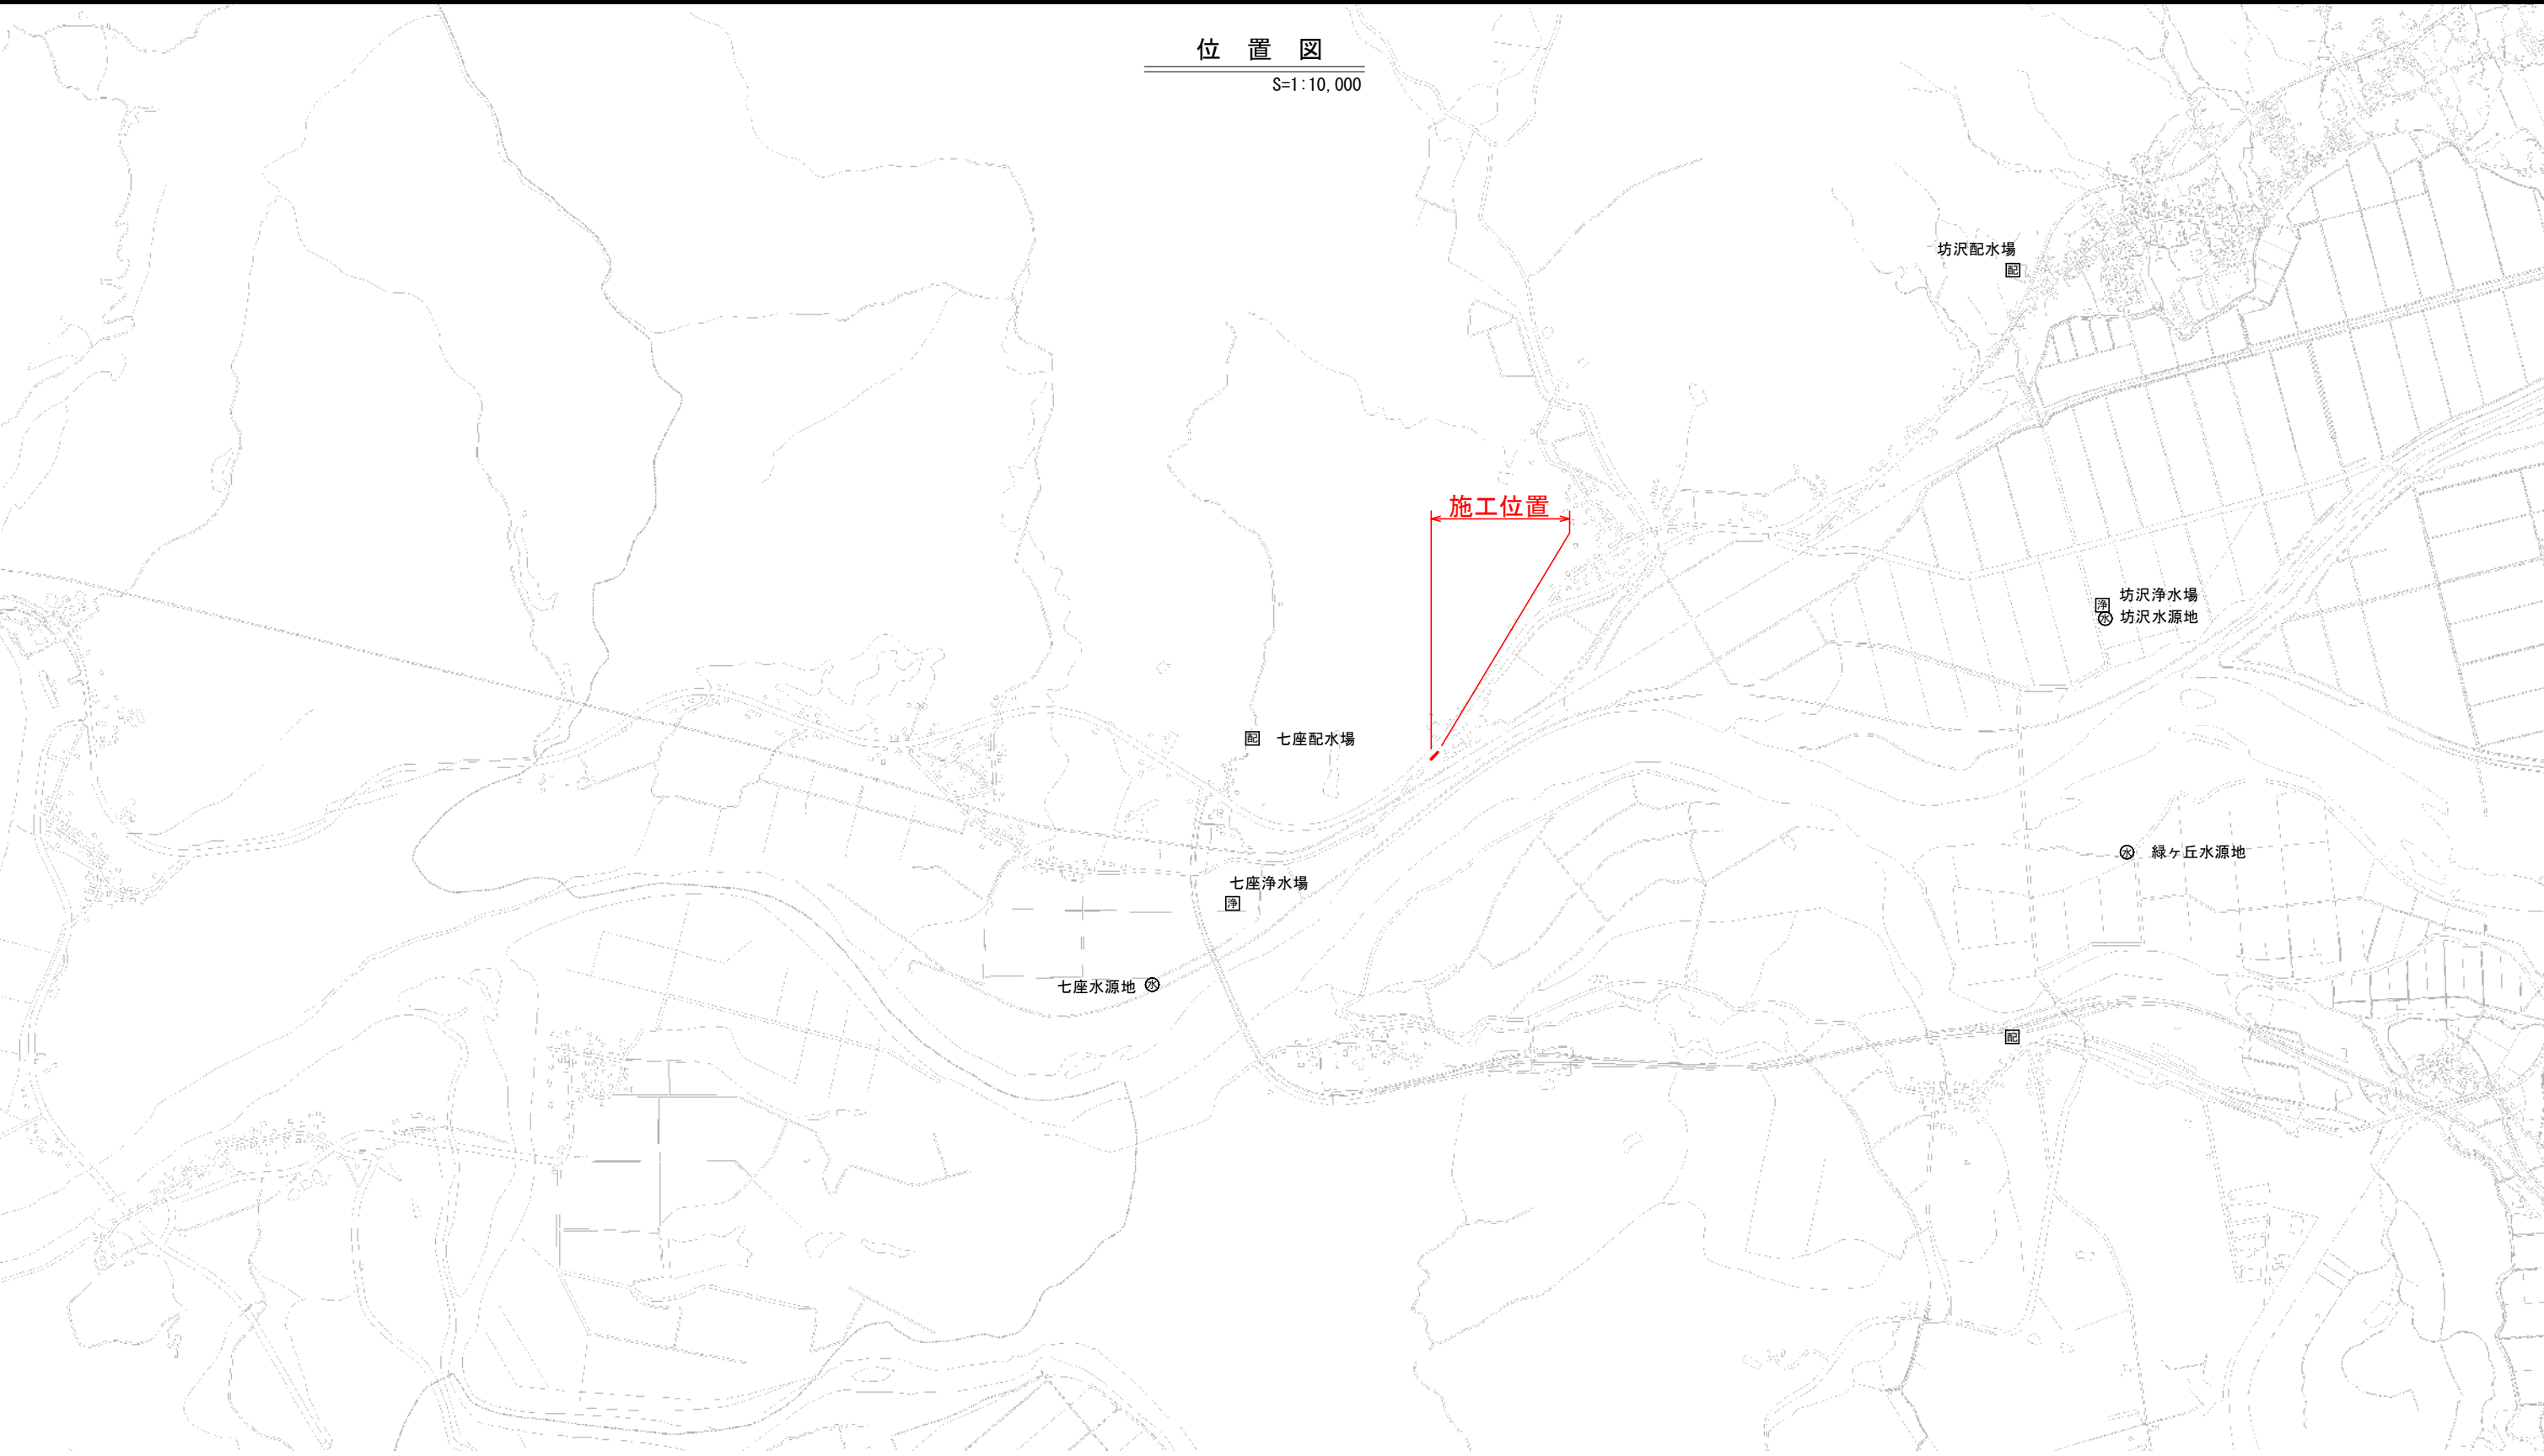 位 置 図
S=1:10,000
坊沢配水場
配
施工位置
浄
坊沢浄水場
水
坊沢水源地
配
七座配水場
水
緑ヶ丘水源地
七座浄水場
浄
七座水源地
水
配